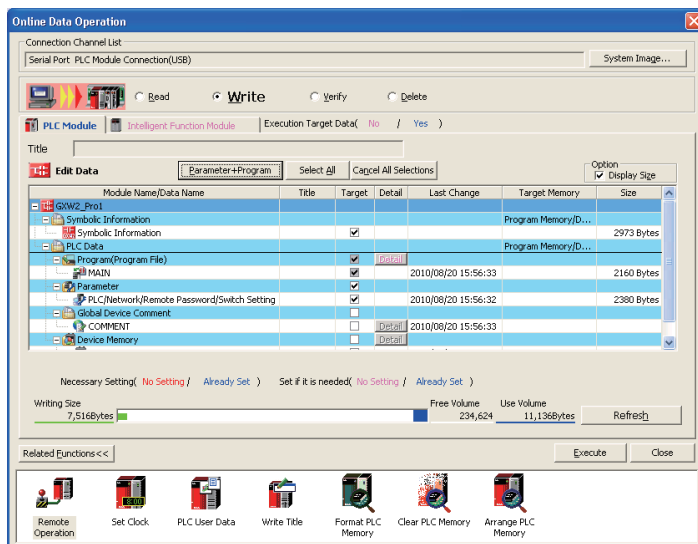 Online Data Operation
Connection Channel List
Serial Port PLC Module Connection(USB)
System Image...
Read Write Verify Delete
PLC Module Intelligent Function Module Execution Target Data( No / Yes )
Title
Edit Data Parameter+Program Select All Cancel All Selections Option
Display Size
Module Name/Data Name Title Target Detail Last Change Target Memory Size
GXW2_Pro1
Symbolic Information Program Memory/D...
Symbolic Information 2973 Bytes
PLC Data Program Memory/D...
Program(Program File) Detail
MAIN 2010/08/20 15:56:33 2160 Bytes
Parameter
PLC/Network/Remote Password/Switch Setting 2010/08/20 15:56:32 2380 Bytes
Global Device Comment
COMMENT Detail 2010/08/20 15:56:33
Device Memory Detail
Necessary Setting( No Setting / Already Set ) Set if it is needed( No Setting / Already Set )
Writing Size Free Volume Use Volume
7,516Bytes 234,624 11,136Bytes Refresh
Related Functions<< Execute Close
Remote Operation
Set Clock
PLC User Data
Write Title
Format PLC Memory
Clear PLC Memory
Arrange PLC Memory